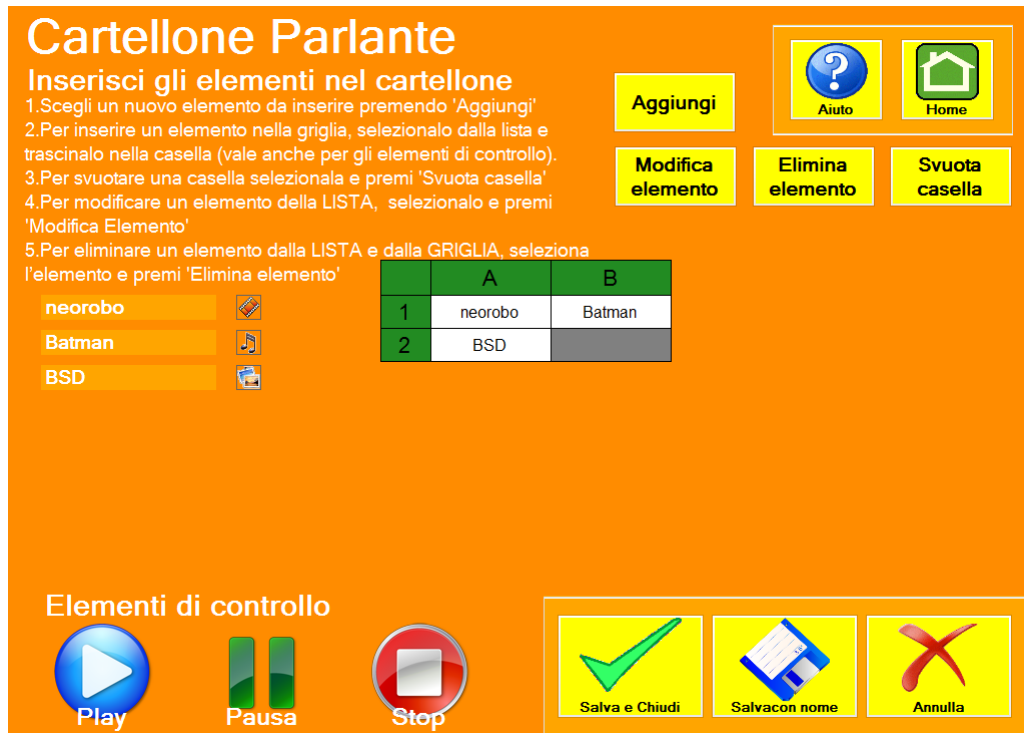 Cartellone Parlante
Inserisci gli elementi nel cartellone
1.Scegli un nuovo elemento da inserire premendo 'Aggiungi'
2.Per inserire un elemento nella griglia, selezionalo dalla lista e
trascinalo nella casella (vale anche per gli elementi di controllo).
3.Per svuotare una casella selezionala e premi 'Svuota casella'
4.Per modificare un elemento della LISTA, selezionalo e premi
'Modifica Elemento'
5.Per eliminare un elemento dalla LISTA e dalla GRIGLIA, seleziona
l'elemento e premi 'Elimina elemento'
Aggiungi
Aiuto
Home
Modifica
elemento
Elimina
elemento
Svuota
casella
neorobo
Batman
BSD
A B
1 neorobo Batman
2 BSD
Elementi di controllo
Play
Pausa
Stop
Salva e Chiudi
Salvacon nome
Annulla